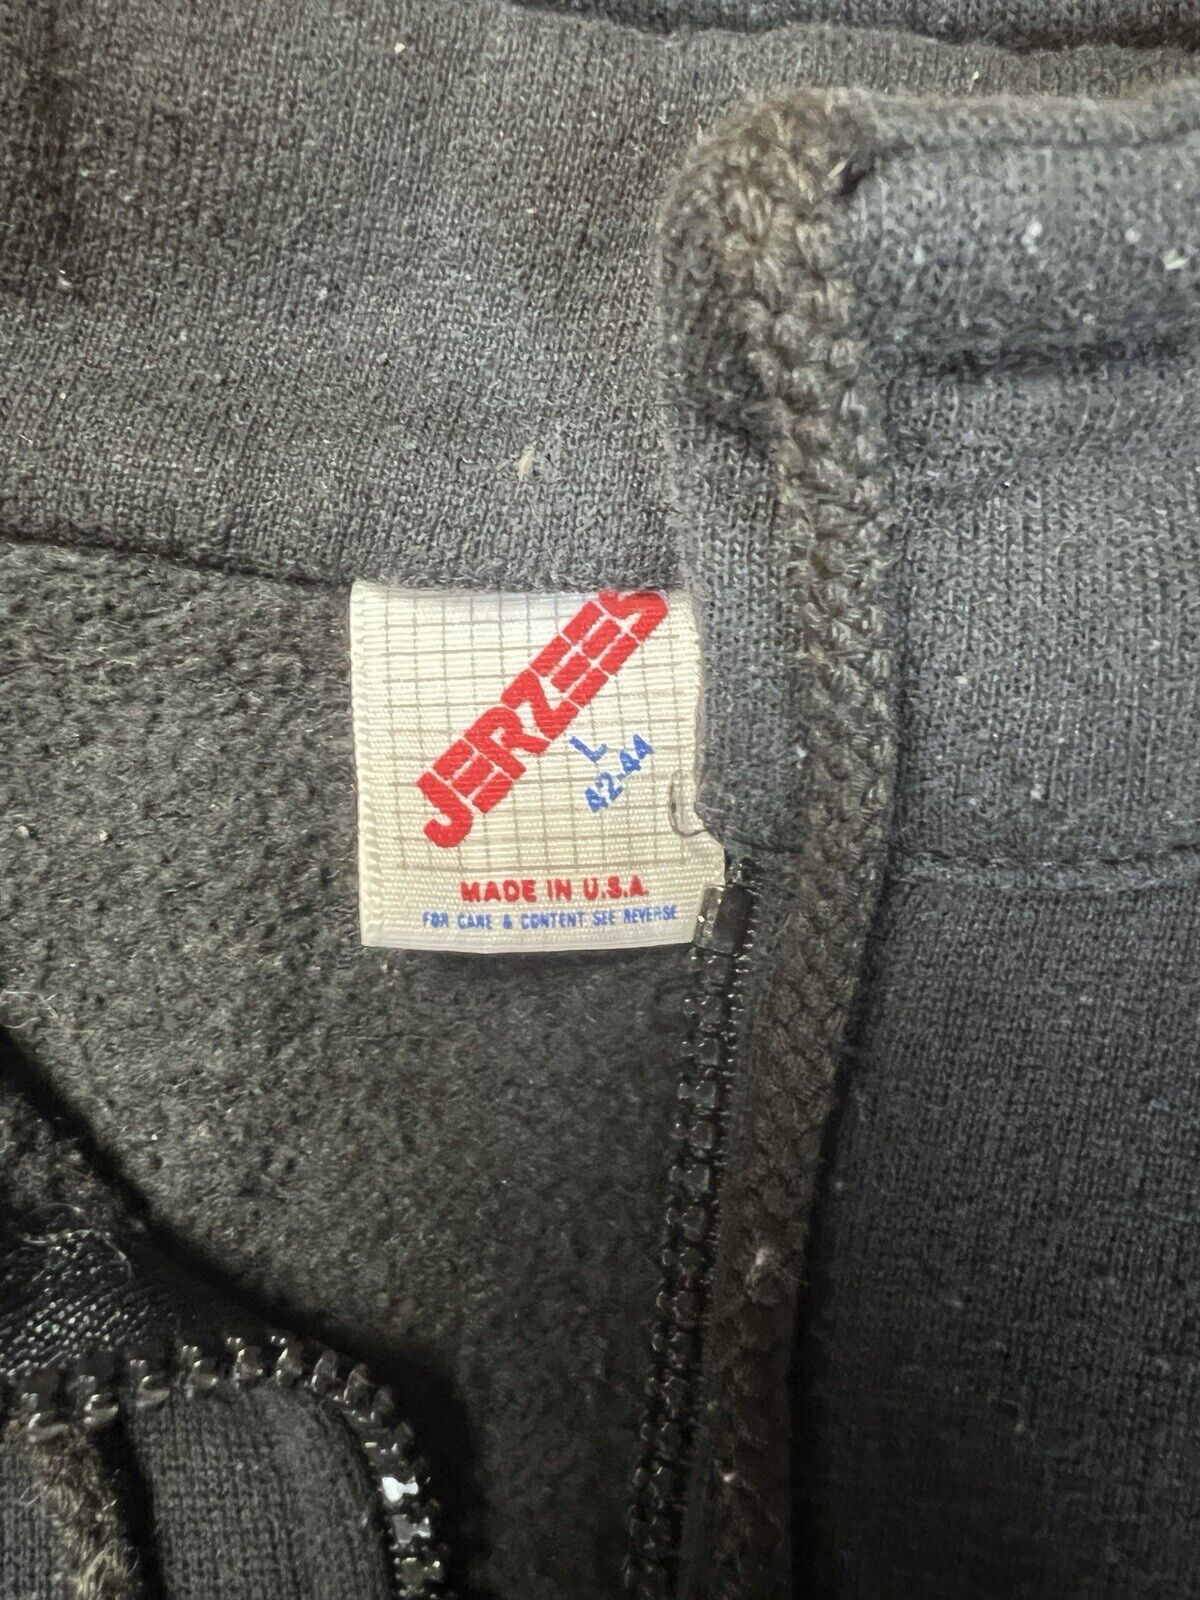 JERZEES
L
42-44
MADE IN U.S.A.
FOR CARE & CONTENT SEE REVERSE